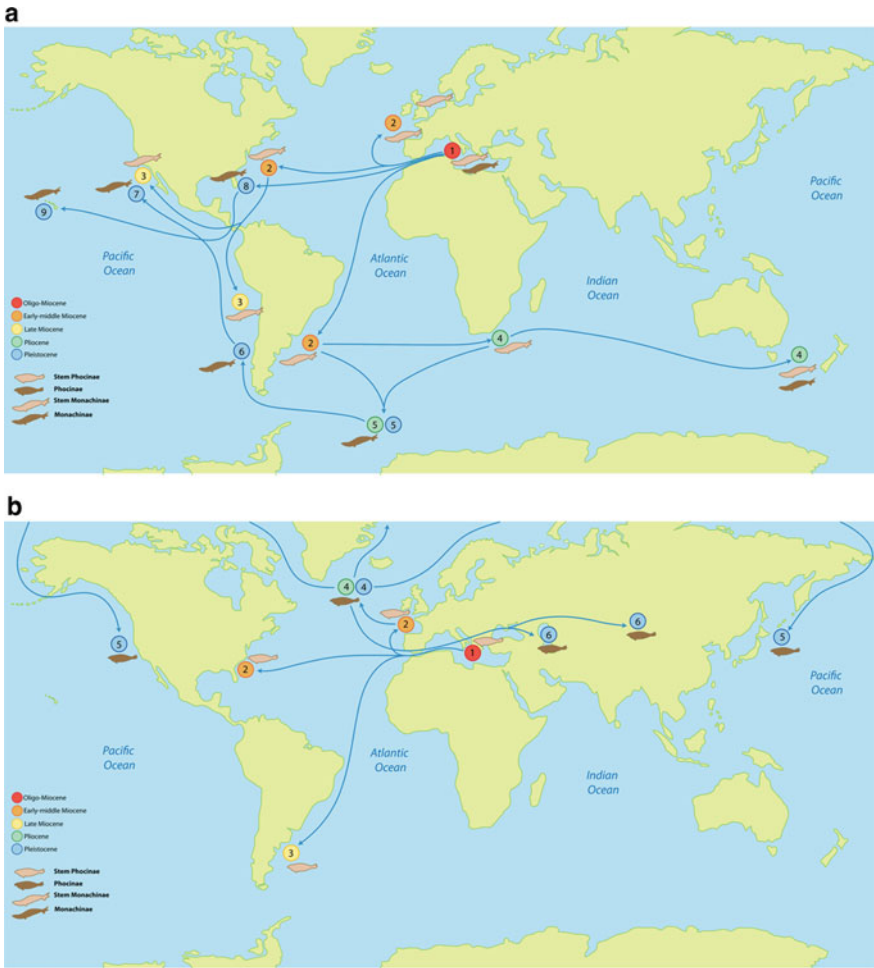 a
2
1
3
2
7
8
9
Pacific
Ocean
Pacific
Ocean
Atlantic
Ocean
Indian
Ocean
3
2
4
4
6
5
5
Oligo-Miocene
Early-middle Miocene
Late Miocene
Pliocene
Pleistocene
Stem Phocinae
Phocinae
Stem Monachinae
Monachinae
b
4
4
2
6
6
5
5
1
2
Pacific
Ocean
Pacific
Ocean
Atlantic
Ocean
Indian
Ocean
3
Oligo-Miocene
Early-middle Miocene
Late Miocene
Pliocene
Pleistocene
Stem Phocinae
Phocinae
Stem Monachinae
Monachinae